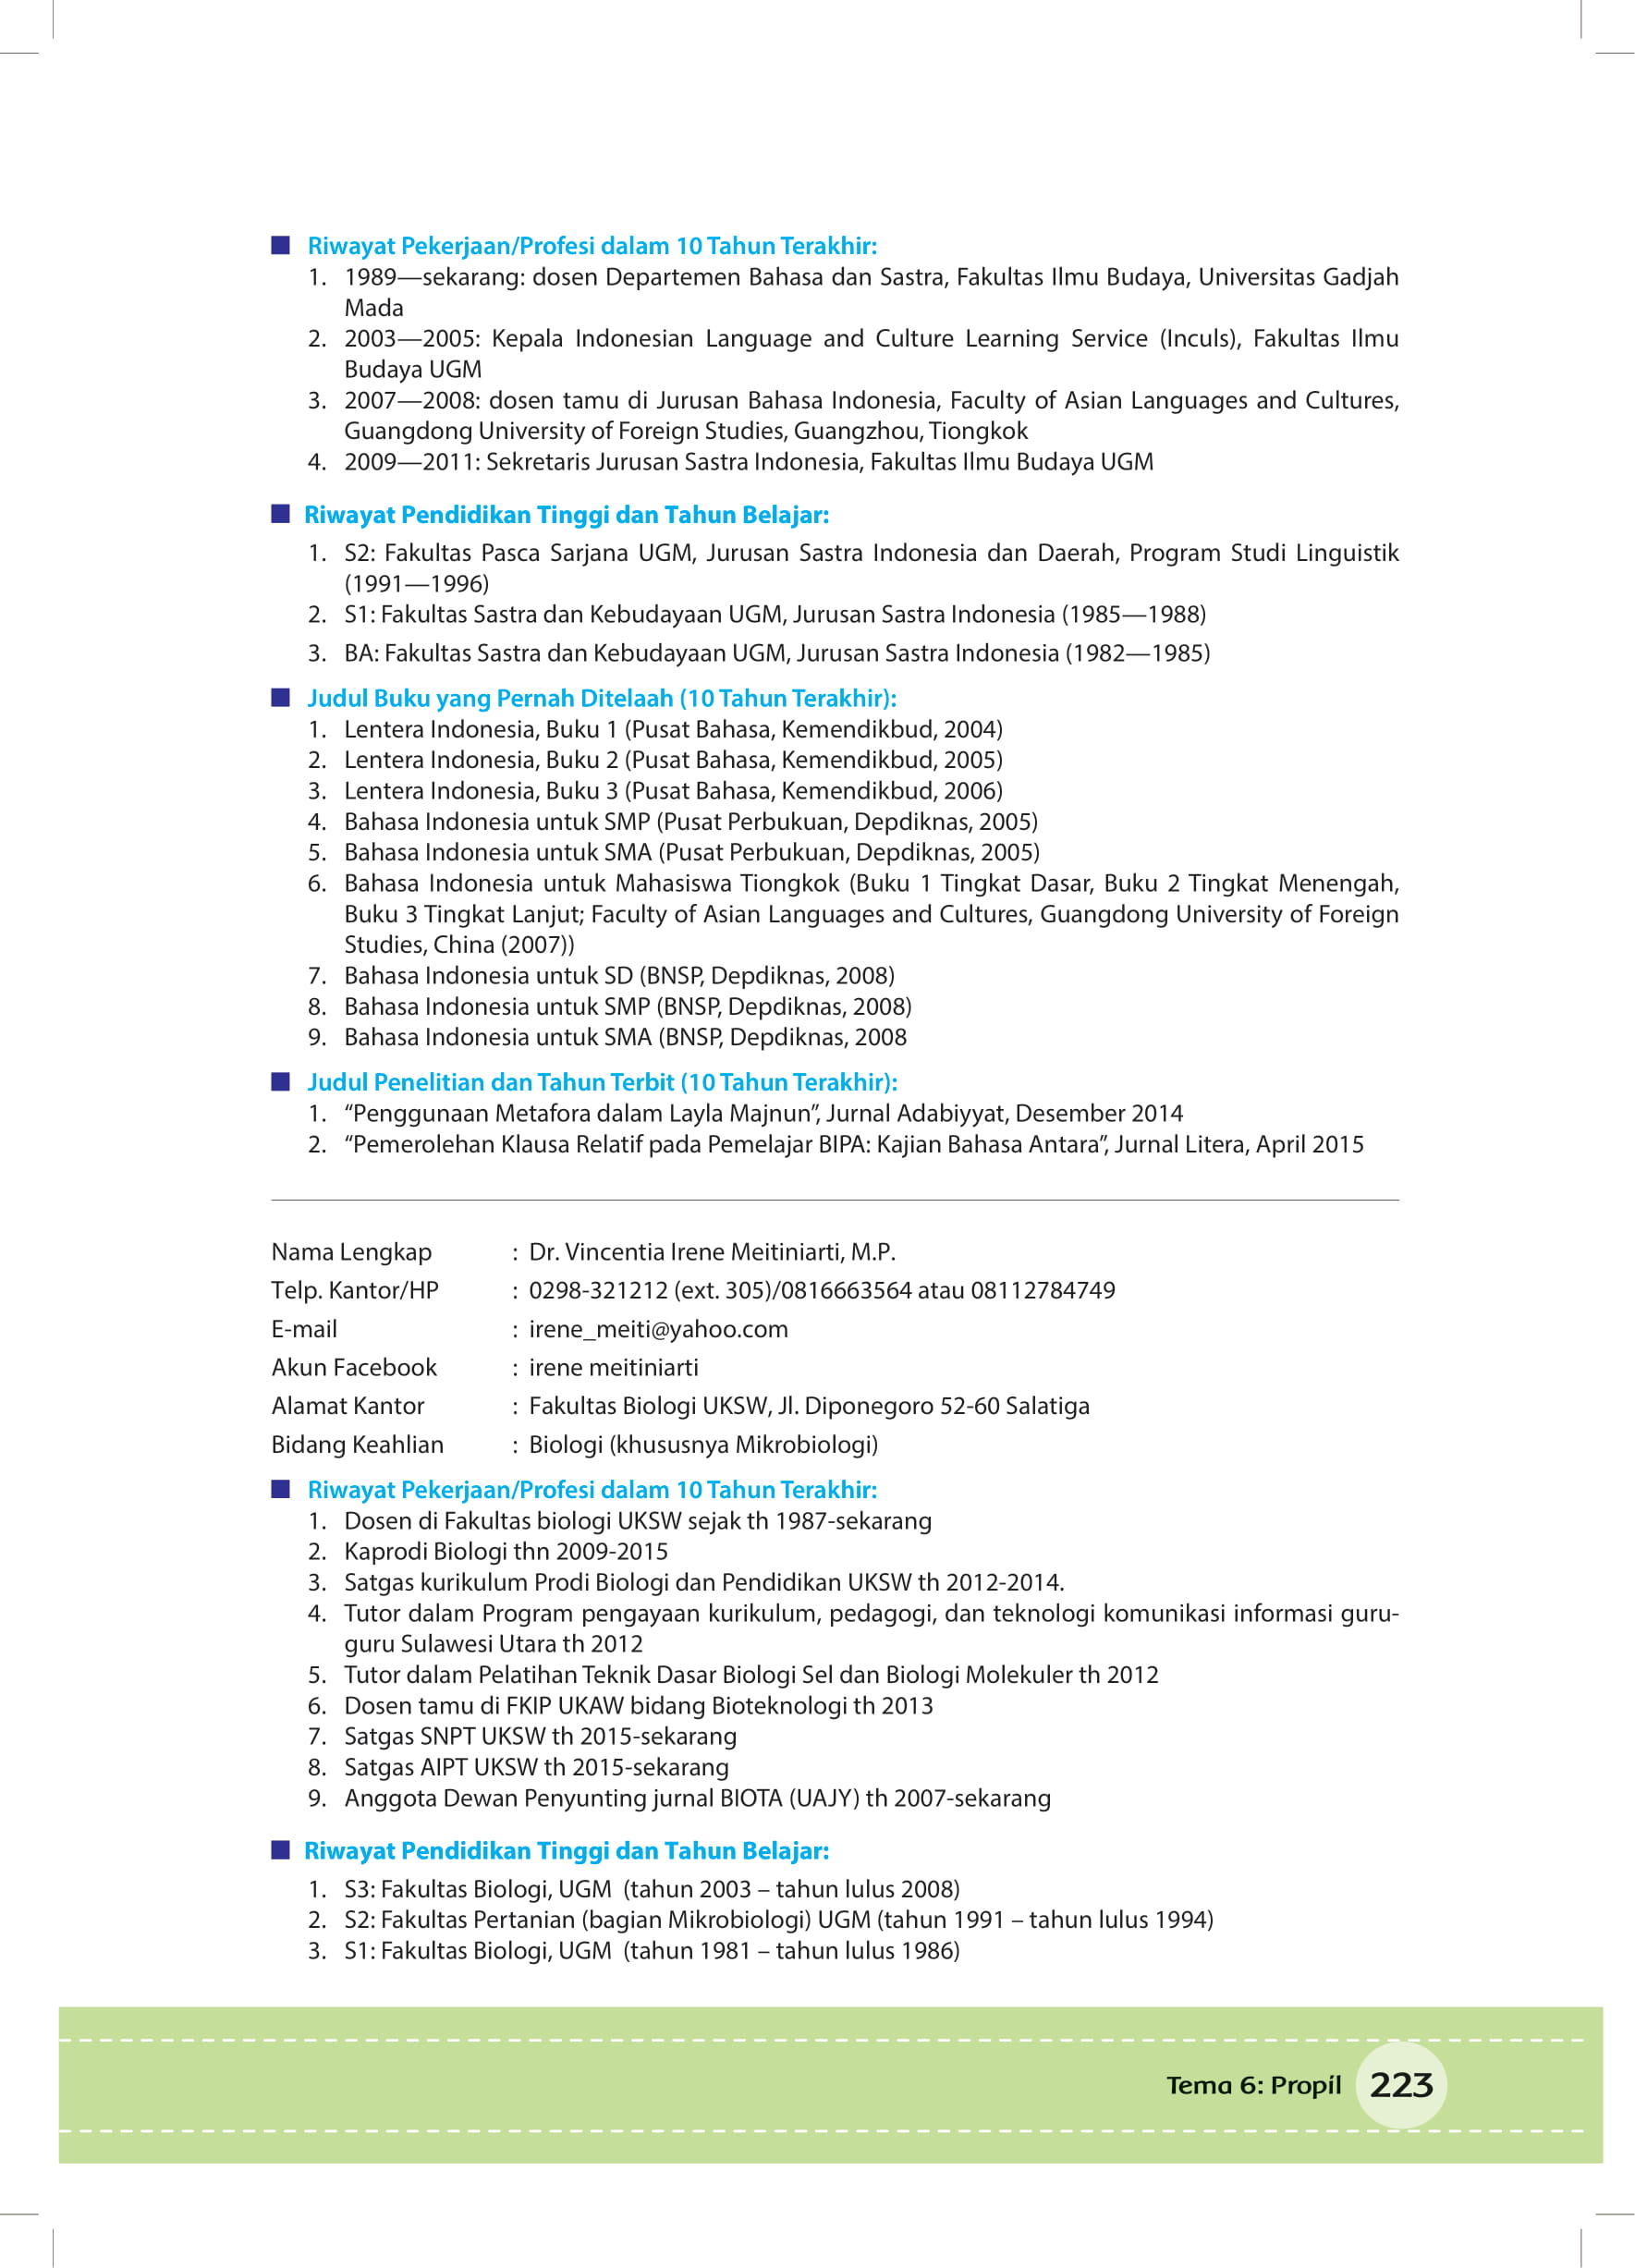 Riwayat Pekerjaan/Profesi dalam 10 Tahun Terakhir:
1. 1989—sekarang: dosen Departemen Bahasa dan Sastra, Fakultas Ilmu Budaya, Universitas Gadjah
Mada
2. 2003—2005: Kepala Indonesian Language and Culture Learning Service (Inculs), Fakultas Ilmu
Budaya UGM
3. 2007—2008: dosen tamu di Jurusan Bahasa Indonesia, Faculty of Asian Languages and Cultures,
Guangdong University of Foreign Studies, Guangzhou, Tiongkok
4. 2009—2011: Sekretaris Jurusan Sastra Indonesia, Fakultas Ilmu Budaya UGM
Riwayat Pendidikan Tinggi dan Tahun Belajar:
1. S2: Fakultas Pasca Sarjana UGM, Jurusan Sastra Indonesia dan Daerah, Program Studi Linguistik
(1991—1996)
2. S1: Fakultas Sastra dan Kebudayaan UGM, Jurusan Sastra Indonesia (1985—1988)
3. BA: Fakultas Sastra dan Kebudayaan UGM, Jurusan Sastra Indonesia (1982—1985)
Judul Buku yang Pernah Ditelaah (10 Tahun Terakhir):
1. Lentera Indonesia, Buku 1 (Pusat Bahasa, Kemendikbud, 2004)
2. Lentera Indonesia, Buku 2 (Pusat Bahasa, Kemendikbud, 2005)
3. Lentera Indonesia, Buku 3 (Pusat Bahasa, Kemendikbud, 2006)
4. Bahasa Indonesia untuk SMP (Pusat Perbukuan, Depdiknas, 2005)
5. Bahasa Indonesia untuk SMA (Pusat Perbukuan, Depdiknas, 2005)
6. Bahasa Indonesia untuk Mahasiswa Tiongkok (Buku 1 Tingkat Dasar, Buku 2 Tingkat Menengah,
Buku 3 Tingkat Lanjut; Faculty of Asian Languages and Cultures, Guangdong University of Foreign
Studies, China (2007))
7. Bahasa Indonesia untuk SD (BNSP, Depdiknas, 2008)
8. Bahasa Indonesia untuk SMP (BNSP, Depdiknas, 2008)
9. Bahasa Indonesia untuk SMA (BNSP, Depdiknas, 2008
Judul Penelitian dan Tahun Terbit (10 Tahun Terakhir):
1. “Penggunaan Metafora dalam Layla Majnun”, Jurnal Adabiyyat, Desember 2014
2. “Pemerolehan Klausa Relatif pada Pemelajar BIPA: Kajian Bahasa Antara”, Jurnal Litera, April 2015
Nama Lengkap : Dr. Vincentia Irene Meitiniarti, M.P.
Telp. Kantor/HP : 0298-321212 (ext. 305)/0816663564 atau 08112784749
E-mail : irene_meiti@yahoo.com
Akun Facebook : irene meitiniarti
Alamat Kantor : Fakultas Biologi UKSW, Jl. Diponegoro 52-60 Salatiga
Bidang Keahlian : Biologi (khususnya Mikrobiologi)
Riwayat Pekerjaan/Profesi dalam 10 Tahun Terakhir:
1. Dosen di Fakultas biologi UKSW sejak th 1987-sekarang
2. Kaprodi Biologi thn 2009-2015
3. Satgas kurikulum Prodi Biologi dan Pendidikan UKSW th 2012-2014.
4. Tutor dalam Program pengayaan kurikulum, pedagogi, dan teknologi komunikasi informasi guru-
guru Sulawesi Utara th 2012
5. Tutor dalam Pelatihan Teknik Dasar Biologi Sel dan Biologi Molekuler th 2012
6. Dosen tamu di FKIP UKAW bidang Bioteknologi th 2013
7. Satgas SNPT UKSW th 2015-sekarang
8. Satgas AIPT UKSW th 2015-sekarang
9. Anggota Dewan Penyunting jurnal BIOTA (UAJY) th 2007-sekarang
Riwayat Pendidikan Tinggi dan Tahun Belajar:
1. S3: Fakultas Biologi, UGM (tahun 2003 – tahun lulus 2008)
2. S2: Fakultas Pertanian (bagian Mikrobiologi) UGM (tahun 1991 – tahun lulus 1994)
3. S1: Fakultas Biologi, UGM (tahun 1981 – tahun lulus 1986)
Tema 6: Propil 223